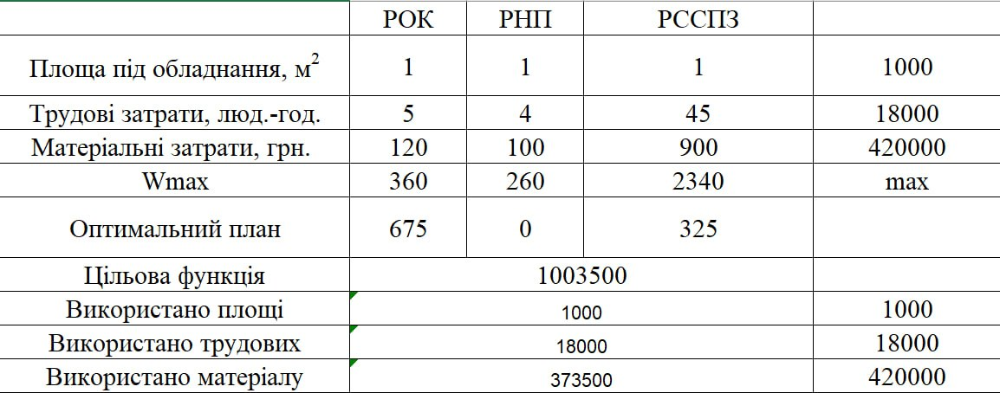 РОК РНП РССПЗ
Площа під обладнання, м² 1 1 1 1000
Трудові затрати, люд.-год. 5 4 45 18000
Матеріальні затрати, грн. 120 100 900 420000
Wmax 360 260 2340 max
Оптимальний план 675 0 325
Цільова функція 1003500
Використано площі 1000 1000
Використано трудових 18000 18000
Використано матеріалу 373500 420000